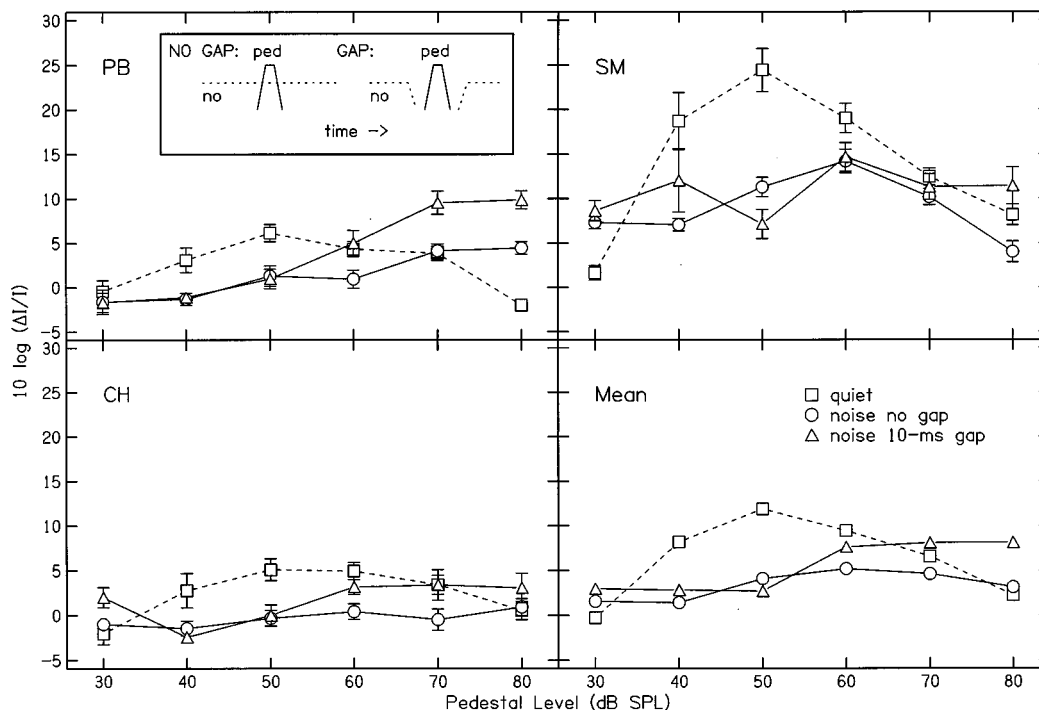 30
25
20
15
10
5
0
-5
PB
NO GAP: ped
no
GAP: ped
no
time ->
SM
30
25
20
15
10
5
0
-5
CH
Mean
quiet
noise no gap
noise 10-ms gap
10 log (ΔI/I)
30 40 50 60 70 80
30 40 50 60 70 80
Pedestal Level (dB SPL)